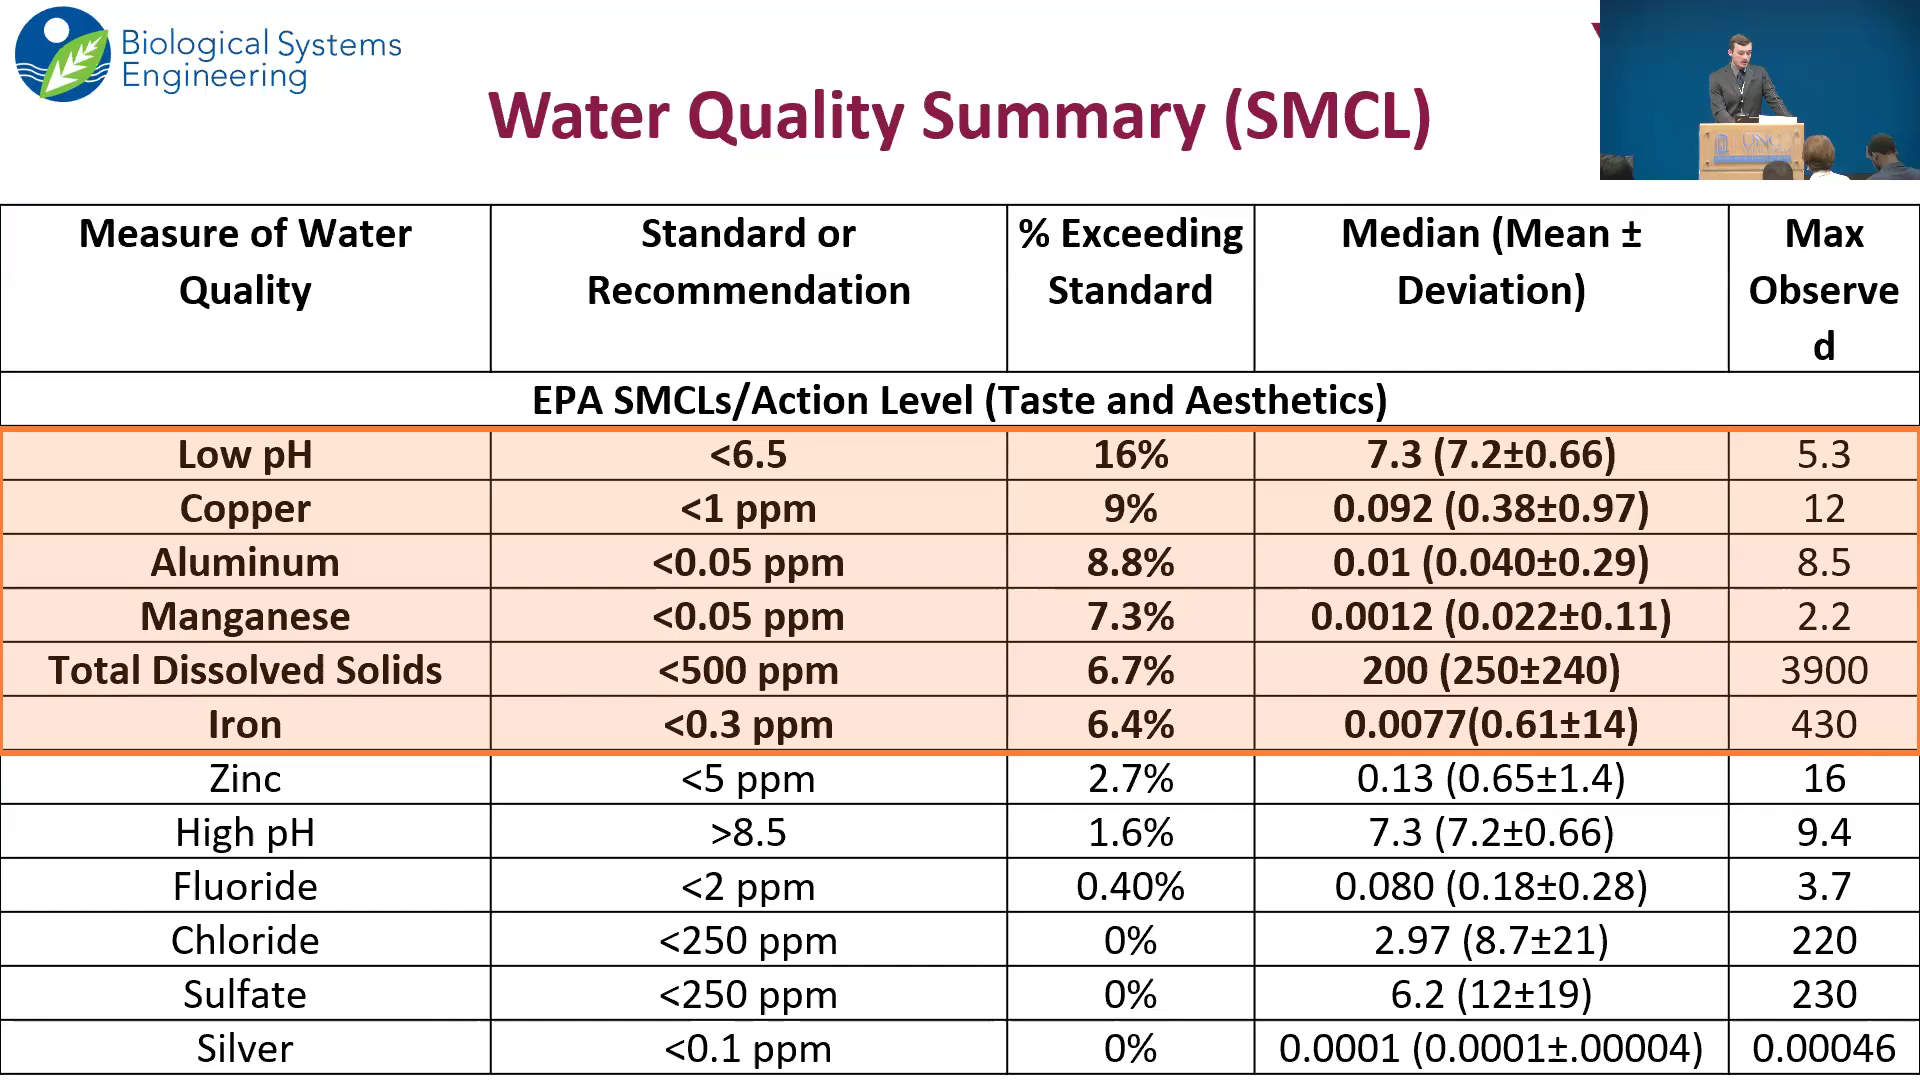 Biological Systems
Engineering
Water Quality Summary (SMCL)
UNC
Measure of Water Quality | Standard or Recommendation | % Exceeding Standard | Median (Mean ± Deviation) | Max Observed
EPA SMCLs/Action Level (Taste and Aesthetics)
Low pH | <6.5 | 16% | 7.3 (7.2±0.66) | 5.3
Copper | <1 ppm | 9% | 0.092 (0.38±0.97) | 12
Aluminum | <0.05 ppm | 8.8% | 0.01 (0.040±0.29) | 8.5
Manganese | <0.05 ppm | 7.3% | 0.0012 (0.022±0.11) | 2.2
Total Dissolved Solids | <500 ppm | 6.7% | 200 (250±240) | 3900
Iron | <0.3 ppm | 6.4% | 0.0077(0.61±14) | 430
Zinc | <5 ppm | 2.7% | 0.13 (0.65±1.4) | 16
High pH | >8.5 | 1.6% | 7.3 (7.2±0.66) | 9.4
Fluoride | <2 ppm | 0.40% | 0.080 (0.18±0.28) | 3.7
Chloride | <250 ppm | 0% | 2.97 (8.7±21) | 220
Sulfate | <250 ppm | 0% | 6.2 (12±19) | 230
Silver | <0.1 ppm | 0% | 0.0001 (0.0001±.00004) | 0.00046